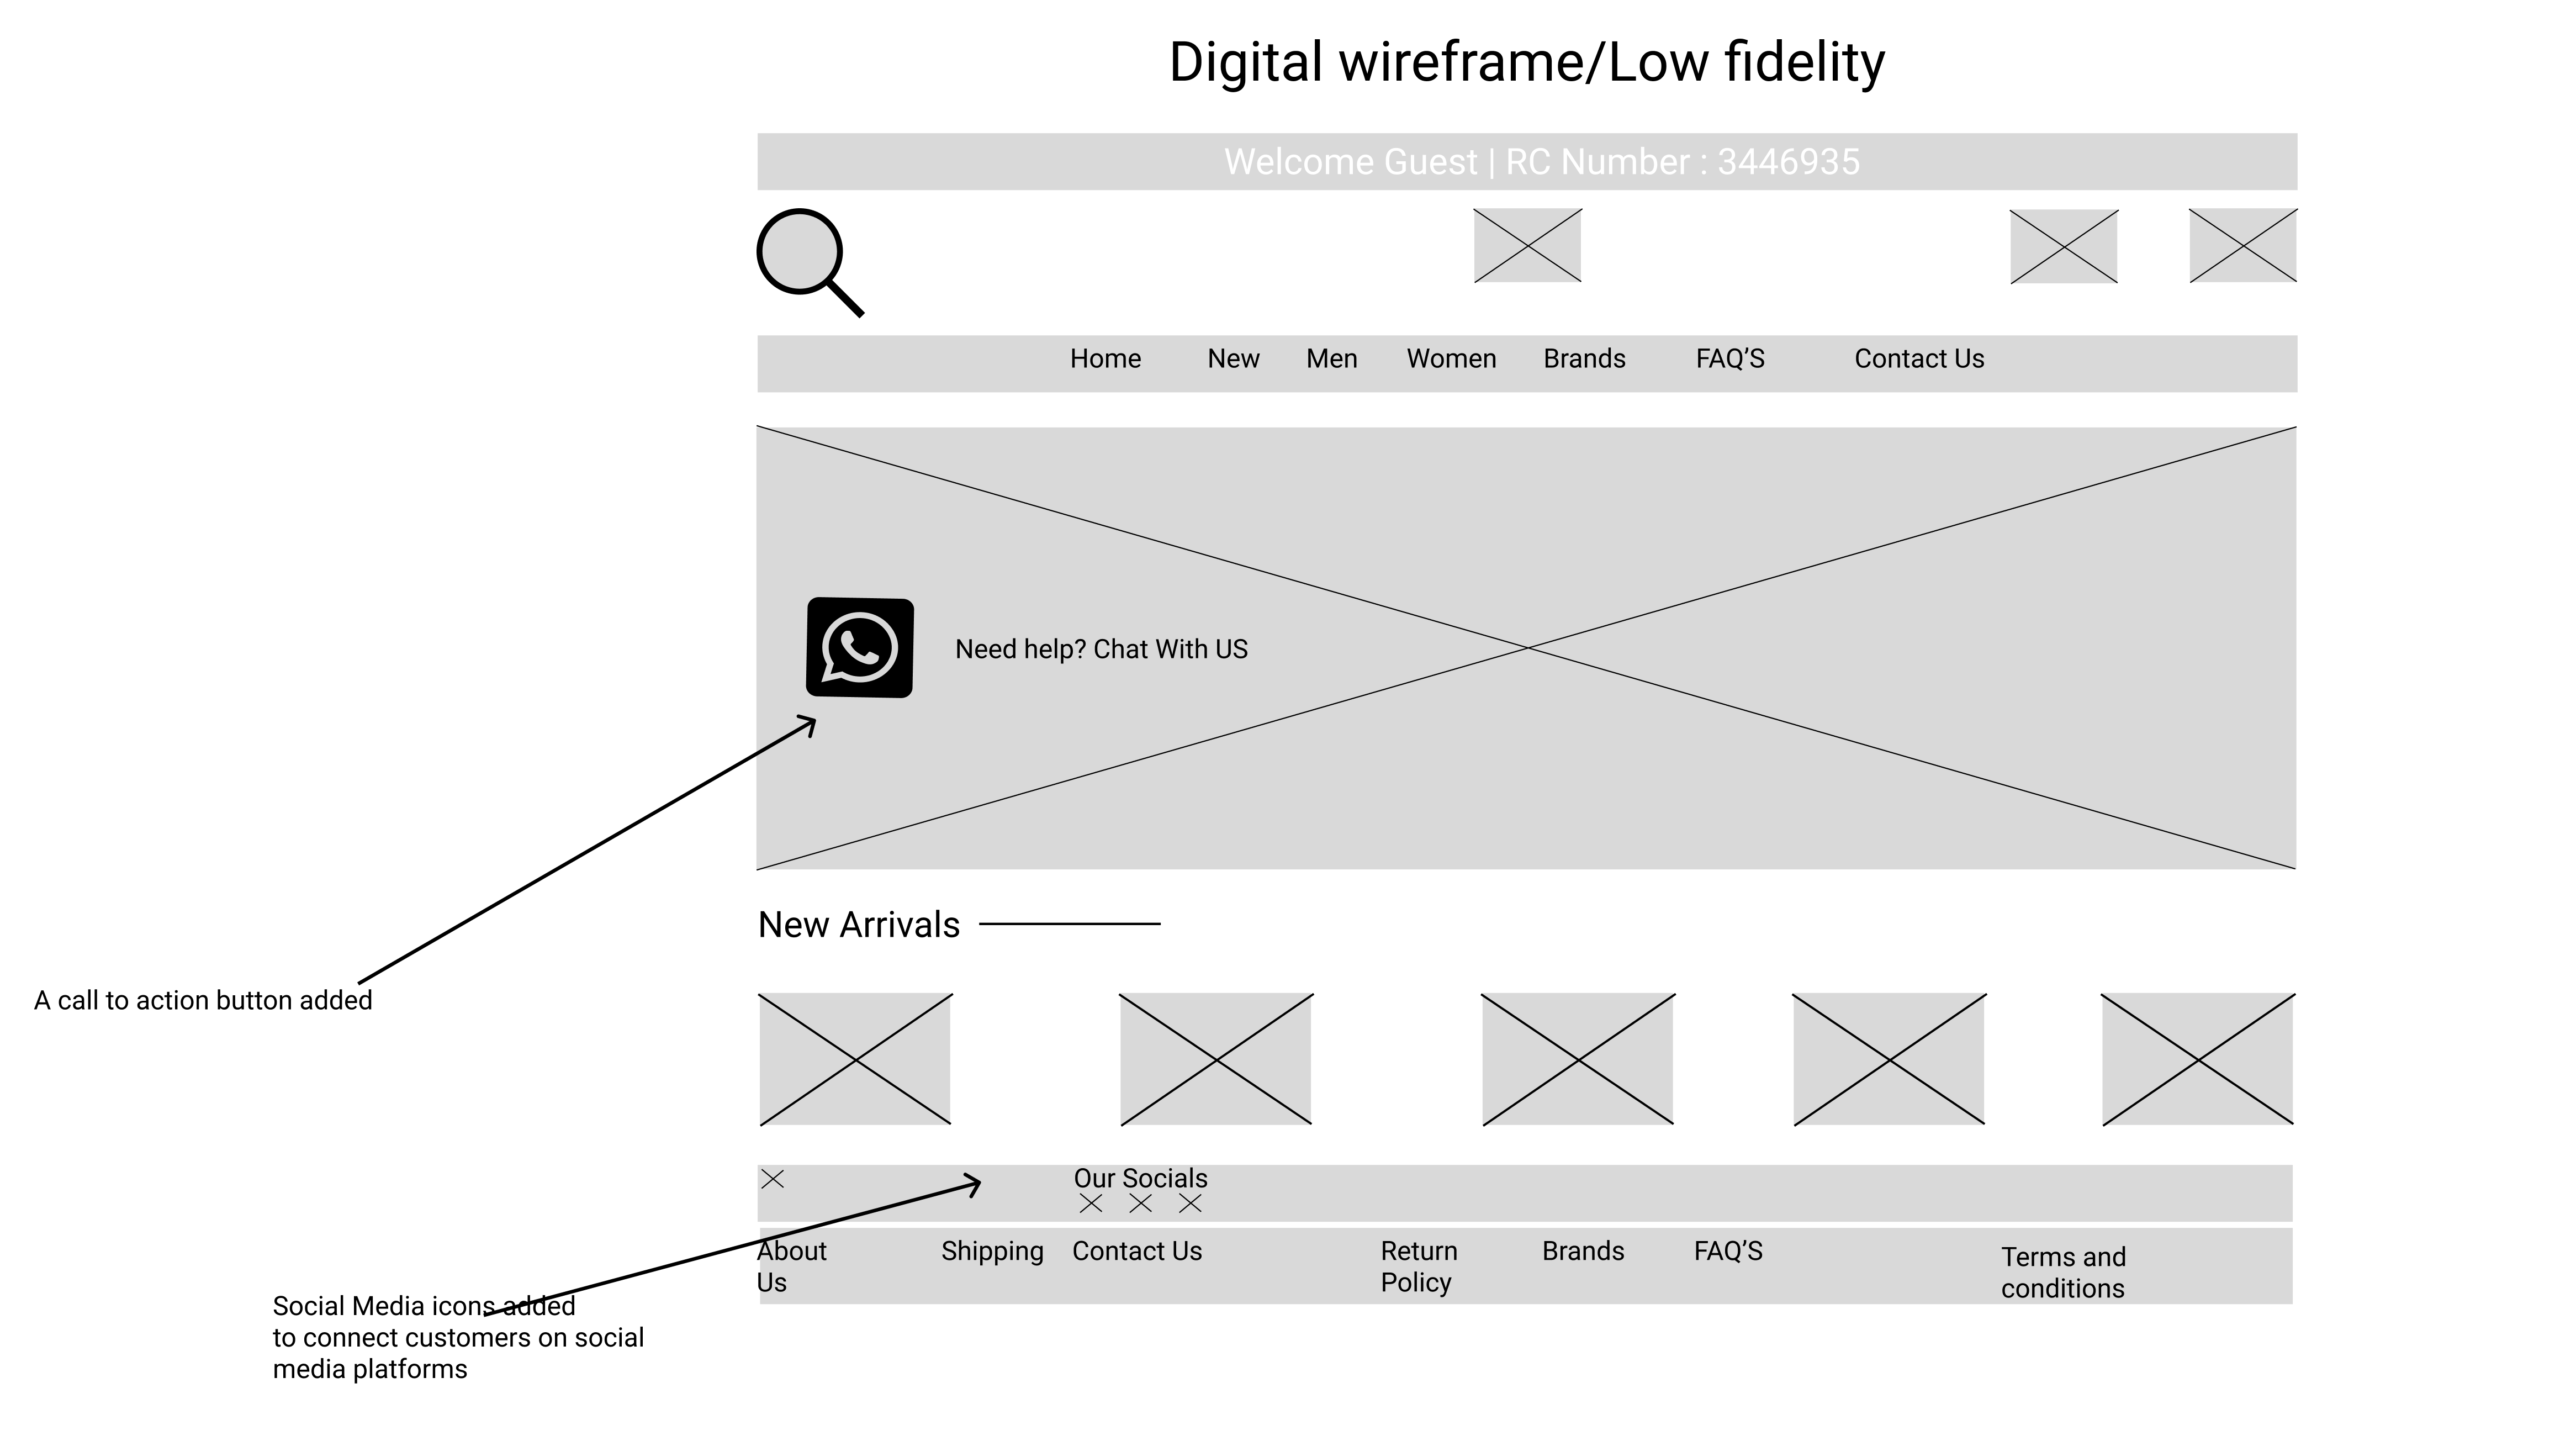 Digital wireframe/Low fidelity
Welcome Guest | RC Number : 3446935
Home New Men Women Brands FAQ’S Contact Us
Need help? Chat With US
New Arrivals
A call to action button added
Our Socials
About Shipping Contact Us Return Brands FAQ’S Terms and
Us Policy conditions
Social Media icons added
to connect customers on social
media platforms